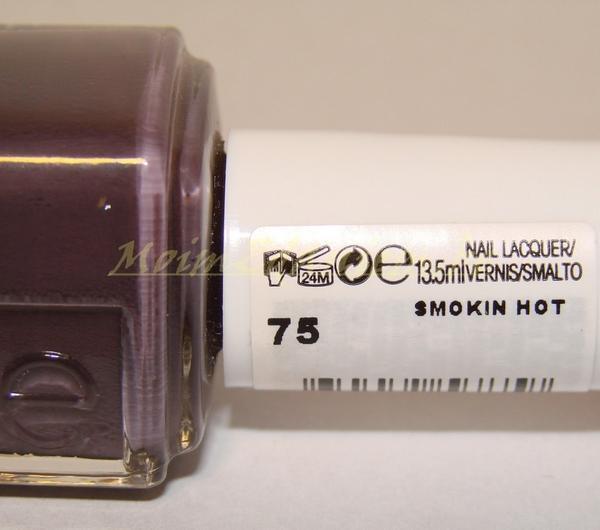 NAIL LACQUER/
24M 13.5ml VERNIS/SMALTO
SMOKIN HOT
75
e